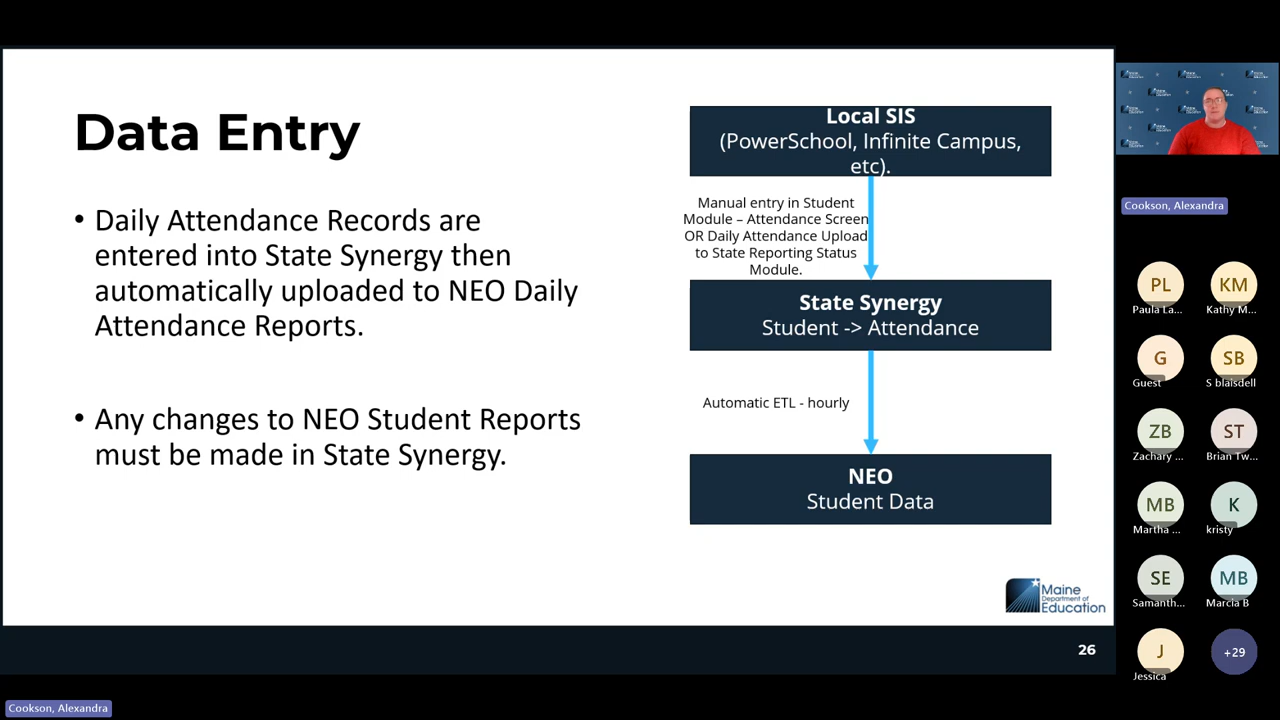 Data Entry
• Daily Attendance Records are
entered into State Synergy then
automatically uploaded to NEO Daily
Attendance Reports.
• Any changes to NEO Student Reports
must be made in State Synergy.
Local SIS
(PowerSchool, Infinite Campus,
etc).
Manual entry in Student
Module – Attendance Screen
OR Daily Attendance Upload
to State Reporting Status
Module.
State Synergy
Student -> Attendance
Automatic ETL - hourly
NEO
Student Data
Maine
Department of
Education
26
Cookson, Alexandra
PL
Paula La...
KM
Kathy M...
G
Guest
SB
S blaisdell
ZB
Zachary ...
ST
Brian Tw...
MB
Martha ...
K
kristy
SE
Samanth...
MB
Marcia B
J
Jessica
+29
Cookson, Alexandra